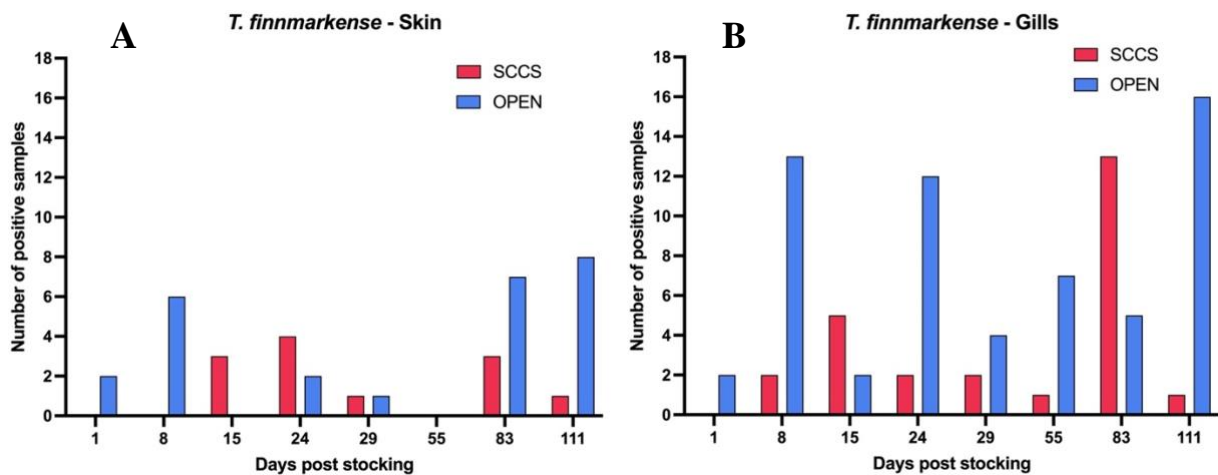 A
T. finnmarkense - Skin
18
16
14
12
10
8
6
4
2
0
Number of positive samples
SCCS
OPEN
1 8 15 24 29 55 83 111
Days post stocking
B
T. finnmarkense - Gills
18
16
14
12
10
8
6
4
2
0
Number of positive samples
SCCS
OPEN
1 8 15 24 29 55 83 111
Days post stocking